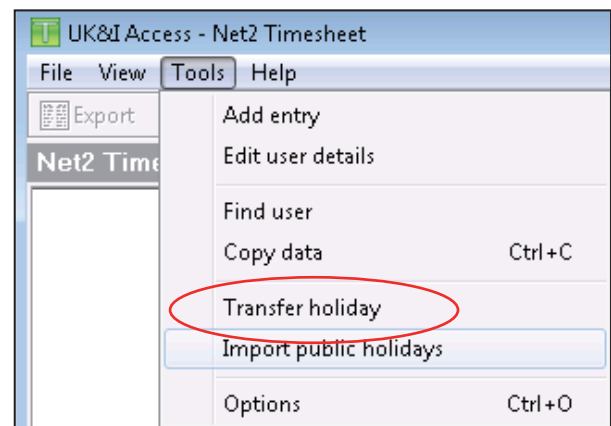 UK&I Access - Net2 Timesheet
File View Tools Help
Export
Net2 Time
Add entry
Edit user details
Find user
Copy data Ctrl+C
Transfer holiday
Import public holidays
Options Ctrl+O